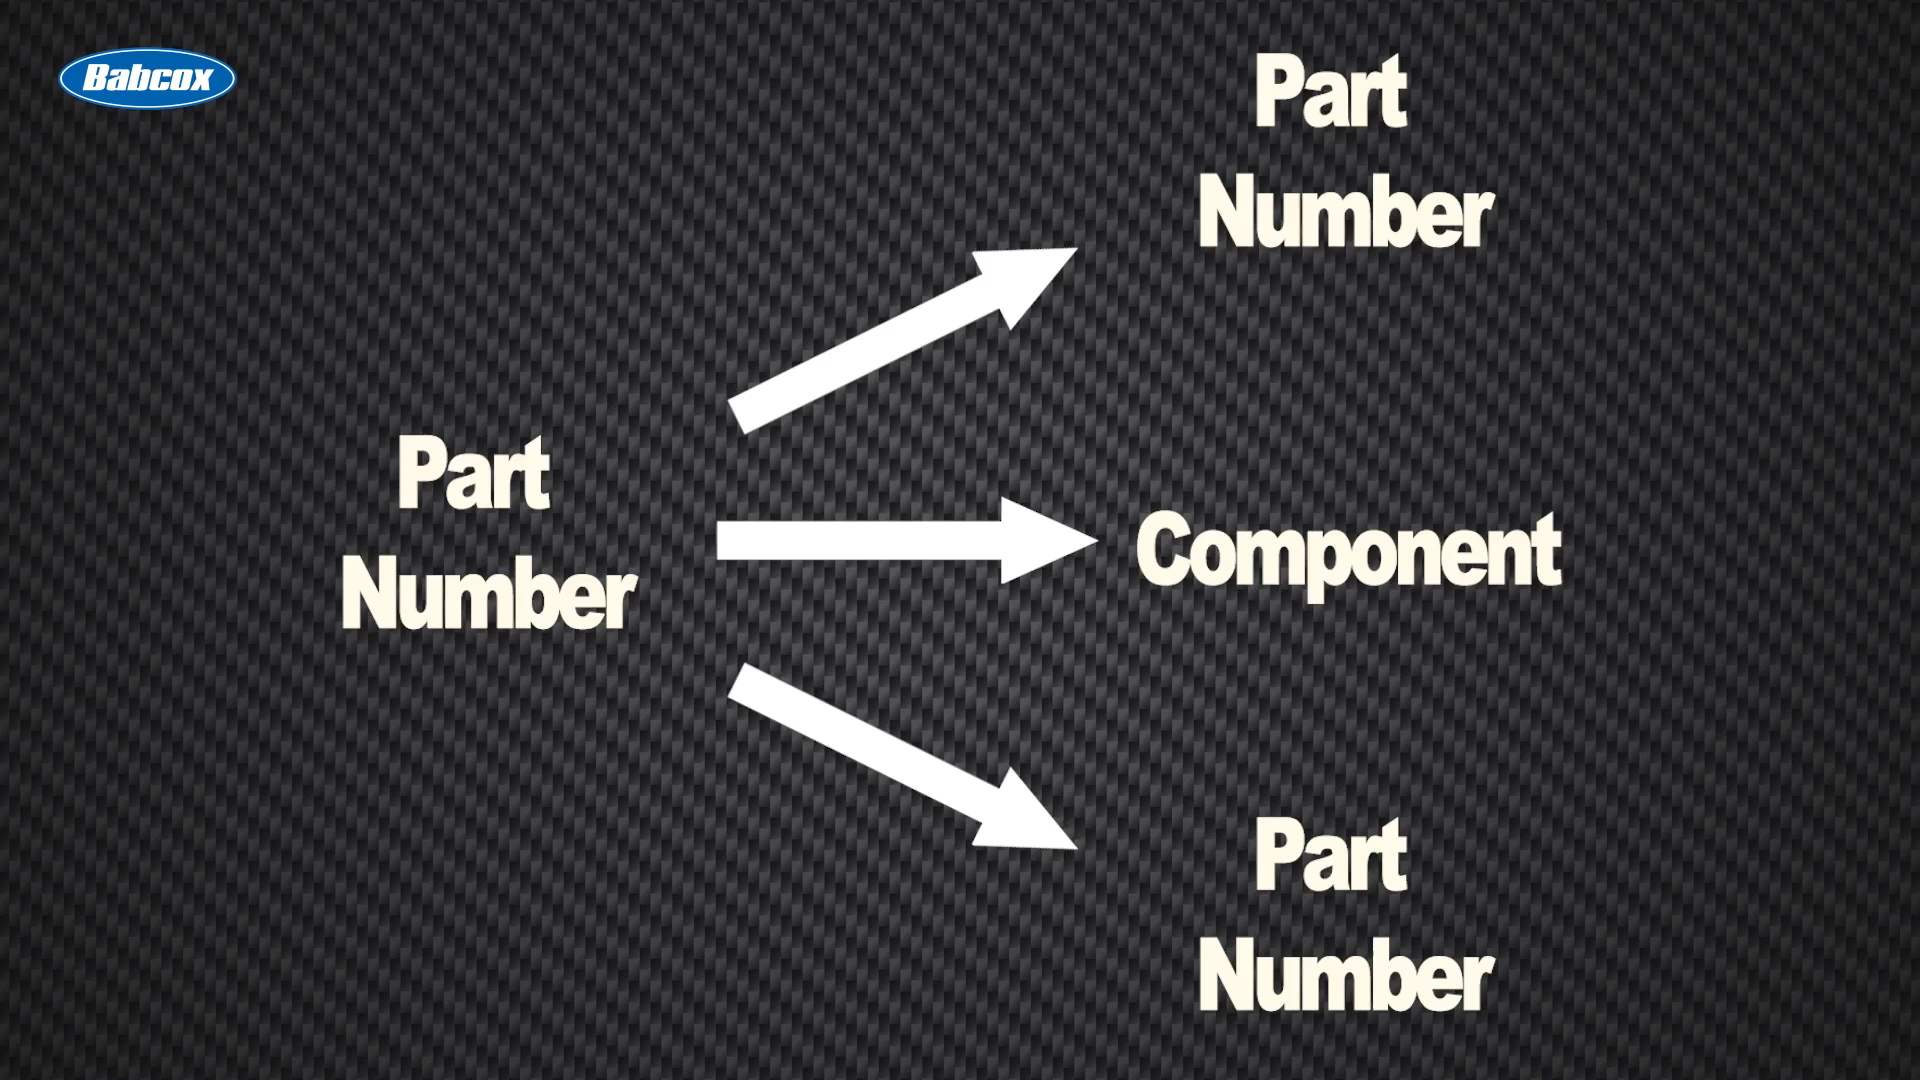 Babcox
Part
Number
Part
Number
Component
Part
Number